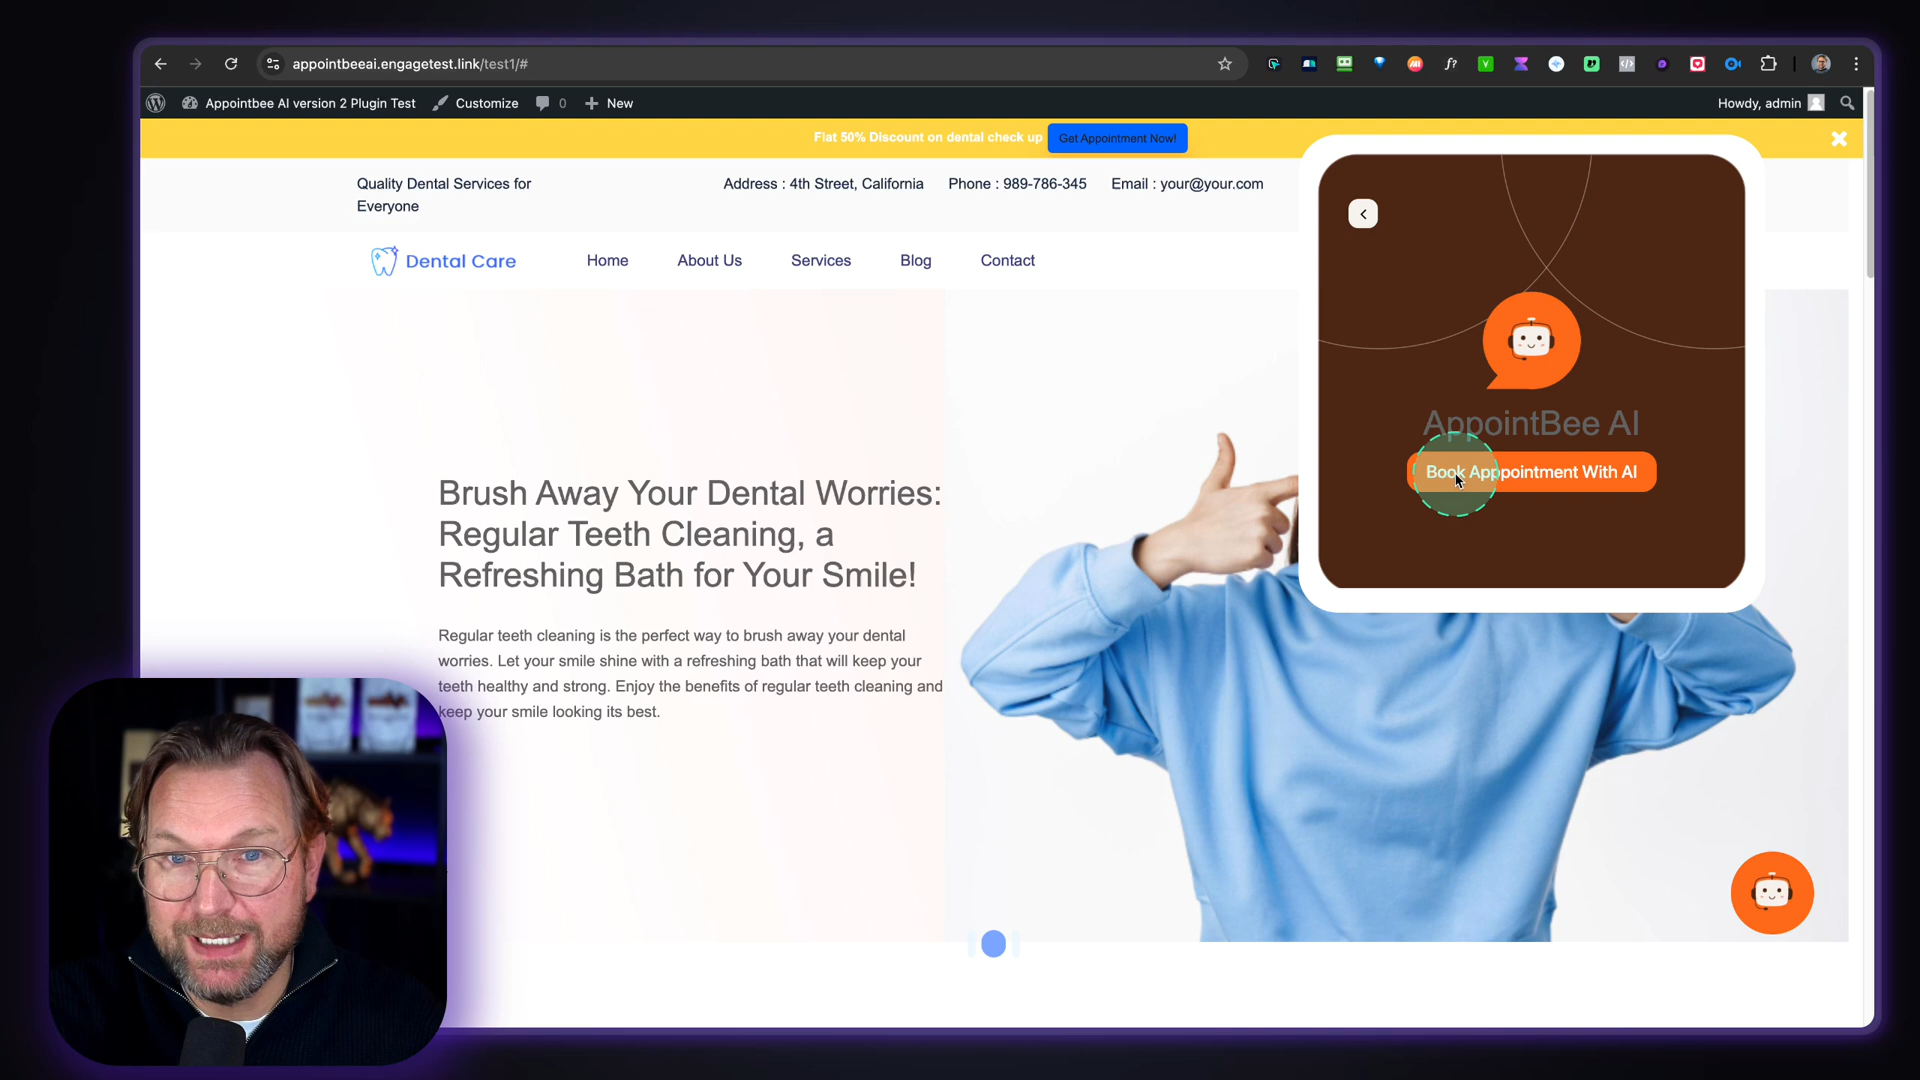 appointbeeai.engagetest.link/test1/#
Appointbee AI version 2 Plugin Test
Customize
0
New
Howdy, admin
Flat 50% Discount on dental check up
Get Appointment Now!
Quality Dental Services for
Everyone
Address : 4th Street, California
Phone : 989-786-345
Email : your@your.com
Dental Care
Home
About Us
Services
Blog
Contact
AppointBee AI
Book Apppointment With AI
Brush Away Your Dental Worries:
Regular Teeth Cleaning, a
Refreshing Bath for Your Smile!
Regular teeth cleaning is the perfect way to brush away your dental
worries. Let your smile shine with a refreshing bath that will keep your
teeth healthy and strong. Enjoy the benefits of regular teeth cleaning and
keep your smile looking its best.